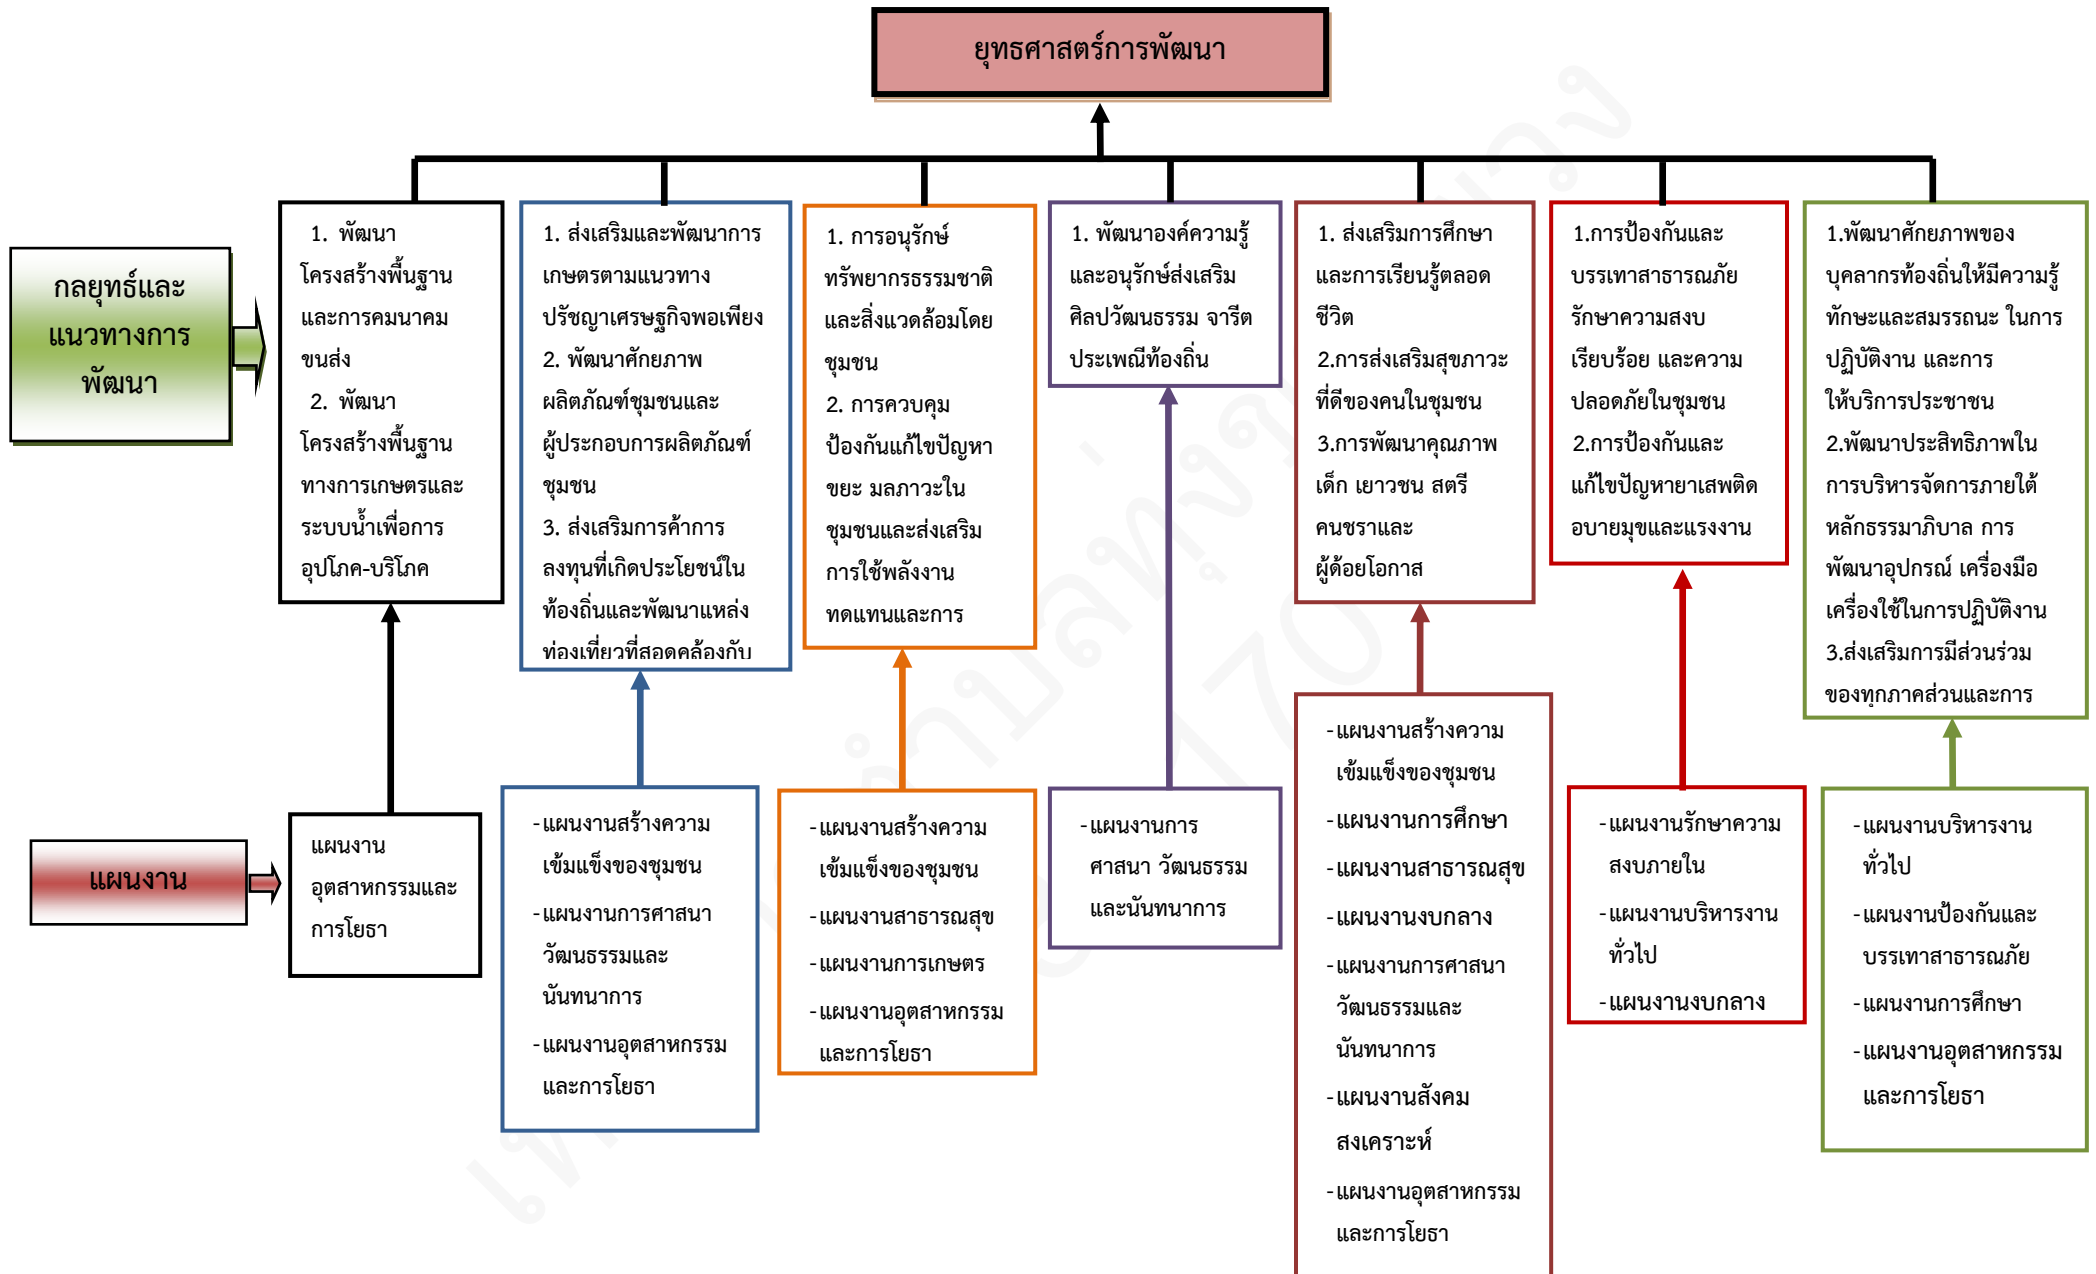 ยุทธศาสตร์การพัฒนา
กลยุทธ์และ
แนวทางการ
พัฒนา
1. พัฒนา
โครงสร้างพื้นฐาน
และการคมนาคม
ขนส่ง
2. พัฒนา
โครงสร้างพื้นฐาน
ทางการเกษตรและ
ระบบน้ำเพื่อการ
อุปโภค-บริโภค
1. ส่งเสริมและพัฒนาการ
เกษตรตามแนวทาง
ปรัชญาเศรษฐกิจพอเพียง
2. พัฒนาศักยภาพ
ผลิตภัณฑ์ชุมชนและ
ผู้ประกอบการผลิตภัณฑ์
ชุมชน
3. ส่งเสริมการค้าการ
ลงทุนที่เกิดประโยชน์ใน
ท้องถิ่นและพัฒนาแหล่ง
ท่องเที่ยวที่สอดคล้องกับ
1. การอนุรักษ์
ทรัพยากรธรรมชาติ
และสิ่งแวดล้อมโดย
ชุมชน
2. การควบคุม
ป้องกันแก้ไขปัญหา
ขยะ มลภาวะใน
ชุมชนและส่งเสริม
การใช้พลังงาน
ทดแทนและการ
1. พัฒนาองค์ความรู้
และอนุรักษ์ส่งเสริม
ศิลปวัฒนธรรม จารีต
ประเพณีท้องถิ่น
1. ส่งเสริมการศึกษา
และการเรียนรู้ตลอด
ชีวิต
2.การส่งเสริมสุขภาวะ
ที่ดีของคนในชุมชน
3.การพัฒนาคุณภาพ
เด็ก เยาวชน สตรี
คนชราและ
ผู้ด้อยโอกาส
1.การป้องกันและ
บรรเทาสาธารณภัย
รักษาความสงบ
เรียบร้อย และความ
ปลอดภัยในชุมชน
2.การป้องกันและ
แก้ไขปัญหายาเสพติด
อบายมุขและแรงงาน
1.พัฒนาศักยภาพของ
บุคลากรท้องถิ่นให้มีความรู้
ทักษะและสมรรถนะ ในการ
ปฏิบัติงาน และการ
ให้บริการประชาชน
2.พัฒนาประสิทธิภาพใน
การบริหารจัดการภายใต้
หลักธรรมาภิบาล การ
พัฒนาอุปกรณ์ เครื่องมือ
เครื่องใช้ในการปฏิบัติงาน
3.ส่งเสริมการมีส่วนร่วม
ของทุกภาคส่วนและการ
แผนงาน
แผนงาน
อุตสาหกรรมและ
การโยธา
-แผนงานสร้างความ
เข้มแข็งของชุมชน
-แผนงานการศาสนา
วัฒนธรรมและ
นันทนาการ
-แผนงานอุตสาหกรรม
และการโยธา
-แผนงานสร้างความ
เข้มแข็งของชุมชน
-แผนงานสาธารณสุข
-แผนงานการเกษตร
-แผนงานอุตสาหกรรม
และการโยธา
-แผนงานการ
ศาสนา วัฒนธรรม
และนันทนาการ
-แผนงานสร้างความ
เข้มแข็งของชุมชน
-แผนงานการศึกษา
-แผนงานสาธารณสุข
-แผนงานงบกลาง
-แผนงานการศาสนา
วัฒนธรรมและ
นันทนาการ
-แผนงานสังคม
สงเคราะห์
-แผนงานอุตสาหกรรม
และการโยธา
-แผนงานรักษาความ
สงบภายใน
-แผนงานบริหารงาน
ทั่วไป
-แผนงานงบกลาง
-แผนงานบริหารงาน
ทั่วไป
-แผนงานป้องกันและ
บรรเทาสาธารณภัย
-แผนงานการศึกษา
-แผนงานอุตสาหกรรม
และการโยธา